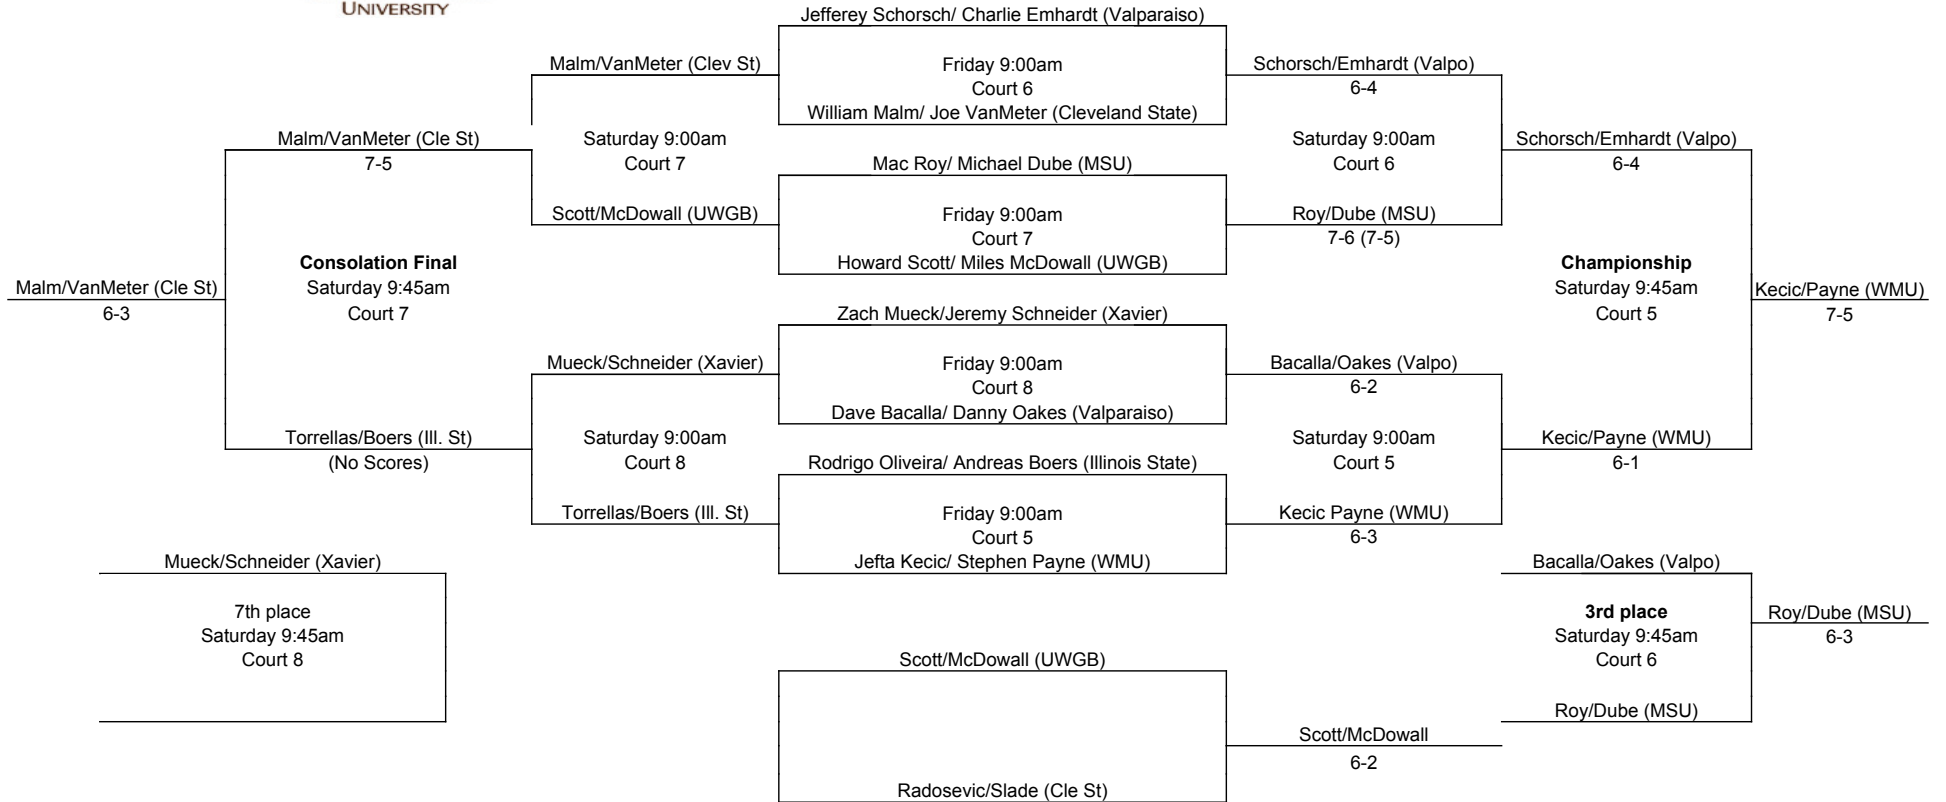 UNIVERSITY
Jefferey Schorsch/ Charlie Emhardt (Valparaiso)
Malm/VanMeter (Clev St)
Friday 9:00am
Court 6
Schorsch/Emhardt (Valpo)
6-4
William Malm/ Joe VanMeter (Cleveland State)
Malm/VanMeter (Cle St)
7-5
Saturday 9:00am
Court 7
Saturday 9:00am
Court 6
Schorsch/Emhardt (Valpo)
6-4
Mac Roy/ Michael Dube (MSU)
Scott/McDowall (UWGB)
Friday 9:00am
Court 7
Roy/Dube (MSU)
7-6 (7-5)
Howard Scott/ Miles McDowall (UWGB)
Consolation Final
Saturday 9:45am
Court 7
Championship
Saturday 9:45am
Court 5
Malm/VanMeter (Cle St)
6-3
Kecic/Payne (WMU)
7-5
Zach Mueck/Jeremy Schneider (Xavier)
Mueck/Schneider (Xavier)
Friday 9:00am
Court 8
Bacalla/Oakes (Valpo)
6-2
Dave Bacalla/ Danny Oakes (Valparaiso)
Torrellas/Boers (Ill. St)
(No Scores)
Saturday 9:00am
Court 8
Saturday 9:00am
Court 5
Kecic/Payne (WMU)
6-1
Rodrigo Oliveira/ Andreas Boers (Illinois State)
Torrellas/Boers (Ill. St)
Friday 9:00am
Court 5
Kecic Payne (WMU)
6-3
Jefta Kecic/ Stephen Payne (WMU)
Mueck/Schneider (Xavier)
7th place
Saturday 9:45am
Court 8
Bacalla/Oakes (Valpo)
3rd place
Saturday 9:45am
Court 6
Roy/Dube (MSU)
6-3
Roy/Dube (MSU)
Scott/McDowall (UWGB)
Scott/McDowall
6-2
Radosevic/Slade (Cle St)